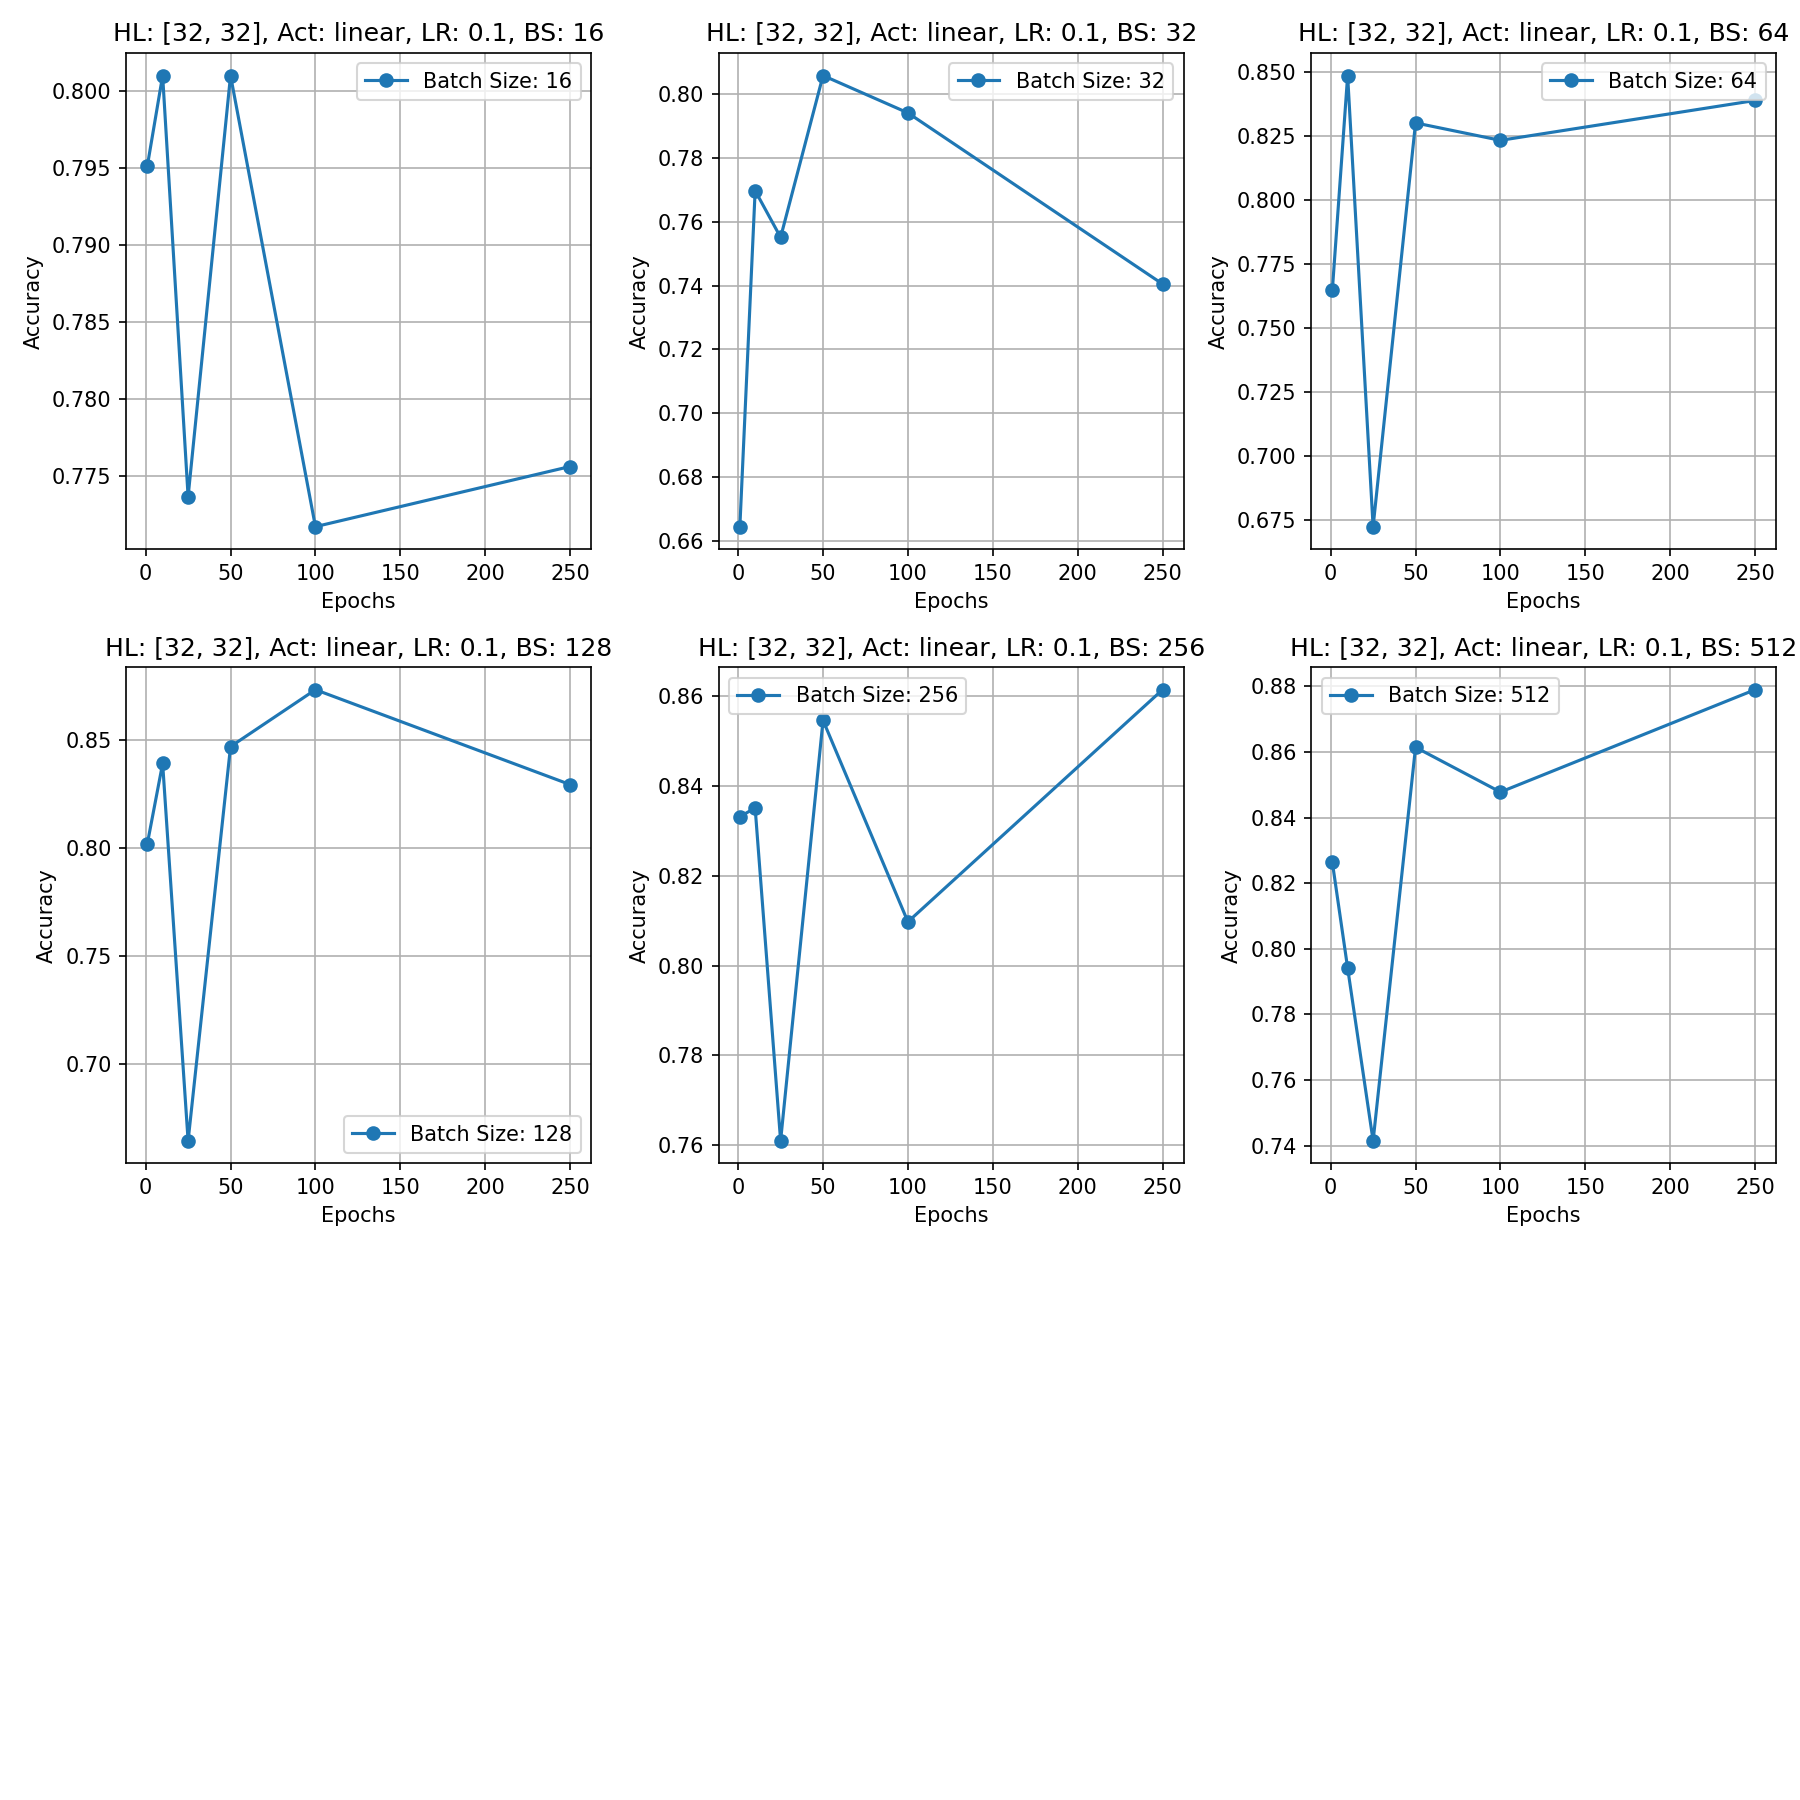 HL: [32, 32], Act: linear, LR: 0.1, BS: 16
Batch Size: 16
Accuracy
0.800
0.795
0.790
0.785
0.780
0.775
0 50 100 150 200 250
Epochs
HL: [32, 32], Act: linear, LR: 0.1, BS: 32
Batch Size: 32
Accuracy
0.80
0.78
0.76
0.74
0.72
0.70
0.68
0.66
0 50 100 150 200 250
Epochs
HL: [32, 32], Act: linear, LR: 0.1, BS: 64
Batch Size: 64
Accuracy
0.850
0.825
0.800
0.775
0.750
0.725
0.700
0.675
0 50 100 150 200 250
Epochs
HL: [32, 32], Act: linear, LR: 0.1, BS: 128
Accuracy
0.85
0.80
0.75
0.70
Batch Size: 128
0 50 100 150 200 250
Epochs
HL: [32, 32], Act: linear, LR: 0.1, BS: 256
Batch Size: 256
Accuracy
0.86
0.84
0.82
0.80
0.78
0.76
0 50 100 150 200 250
Epochs
HL: [32, 32], Act: linear, LR: 0.1, BS: 512
Batch Size: 512
Accuracy
0.88
0.86
0.84
0.82
0.80
0.78
0.76
0.74
0 50 100 150 200 250
Epochs